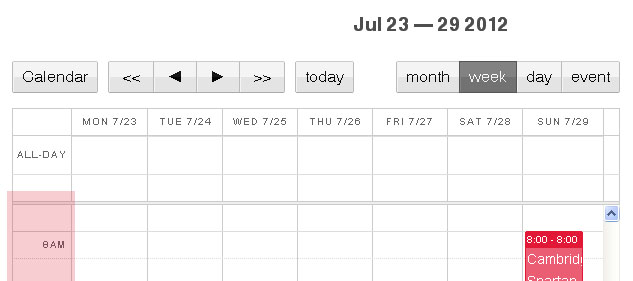 Jul 23 — 29 2012
Calendar << ◄ ► >> today month week day event
MON 7/23 TUE 7/24 WED 7/25 THU 7/26 FRI 7/27 SAT 7/28 SUN 7/29
ALL-DAY
8AM
8:00 - 8:00
Cambrid
Spartan